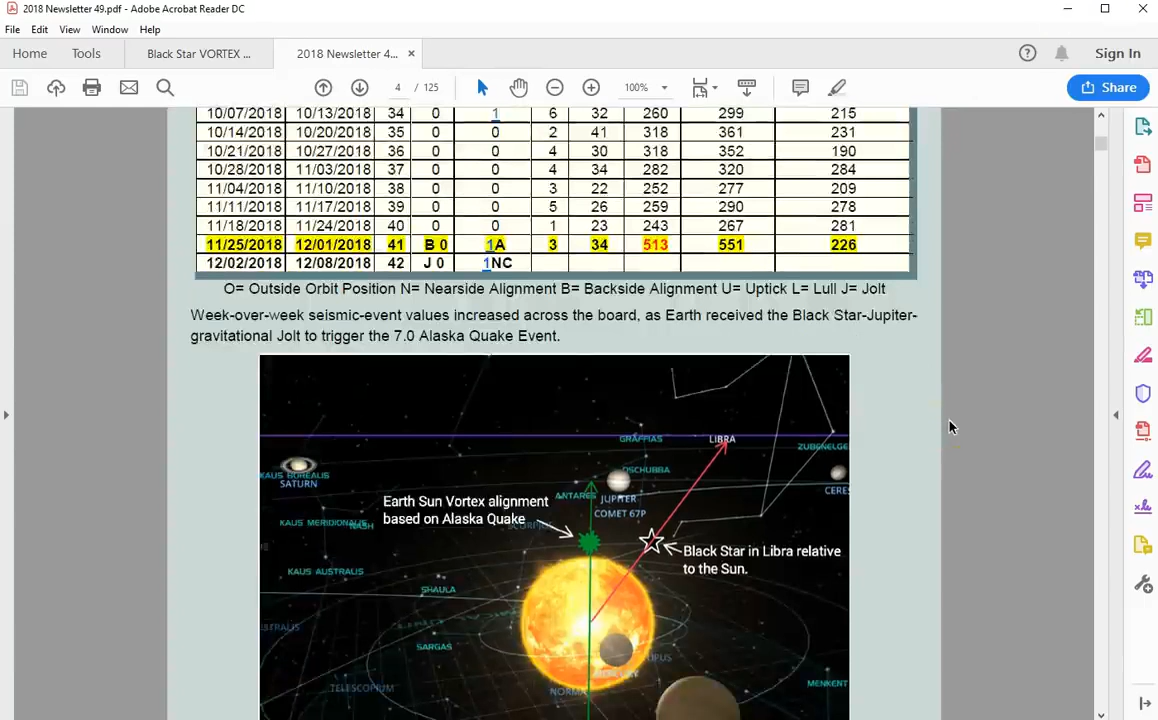 2018 Newsletter 49.pdf - Adobe Acrobat Reader DC
File Edit View Window Help
Home Tools Black Star VORTEX ... 2018 Newsletter 4... × Sign In
4 / 125 100% Share
10/07/2018 10/13/2018 34 0 1 6 32 260 299 215
10/14/2018 10/20/2018 35 0 0 2 41 318 361 231
10/21/2018 10/27/2018 36 0 0 4 30 318 352 190
10/28/2018 11/03/2018 37 0 0 4 34 282 320 284
11/04/2018 11/10/2018 38 0 0 3 22 252 277 209
11/11/2018 11/17/2018 39 0 0 5 26 259 290 278
11/18/2018 11/24/2018 40 0 0 1 23 243 267 281
11/25/2018 12/01/2018 41 B 0 1A 3 34 513 551 226
12/02/2018 12/08/2018 42 J 0 1NC
O= Outside Orbit Position N= Nearside Alignment B= Backside Alignment U= Uptick L= Lull J= Jolt
Week-over-week seismic-event values increased across the board, as Earth received the Black Star-Jupiter-
gravitational Jolt to trigger the 7.0 Alaska Quake Event.
GRAFFIAS LIBRA
ZUBENELGE
KAUS BOREALIS
SATURN
DSCHUBBA
CERES
ANTARES JUPITER
COMET 67P
Earth Sun Vortex alignment
based on Alaska Quake
KAUS MERIDIONALIS
NASH
Black Star in Libra relative
to the Sun.
KAUS AUSTRALIS
SHAULA
SARGAS
TELESCOPIUM
NORMA
MENKENT